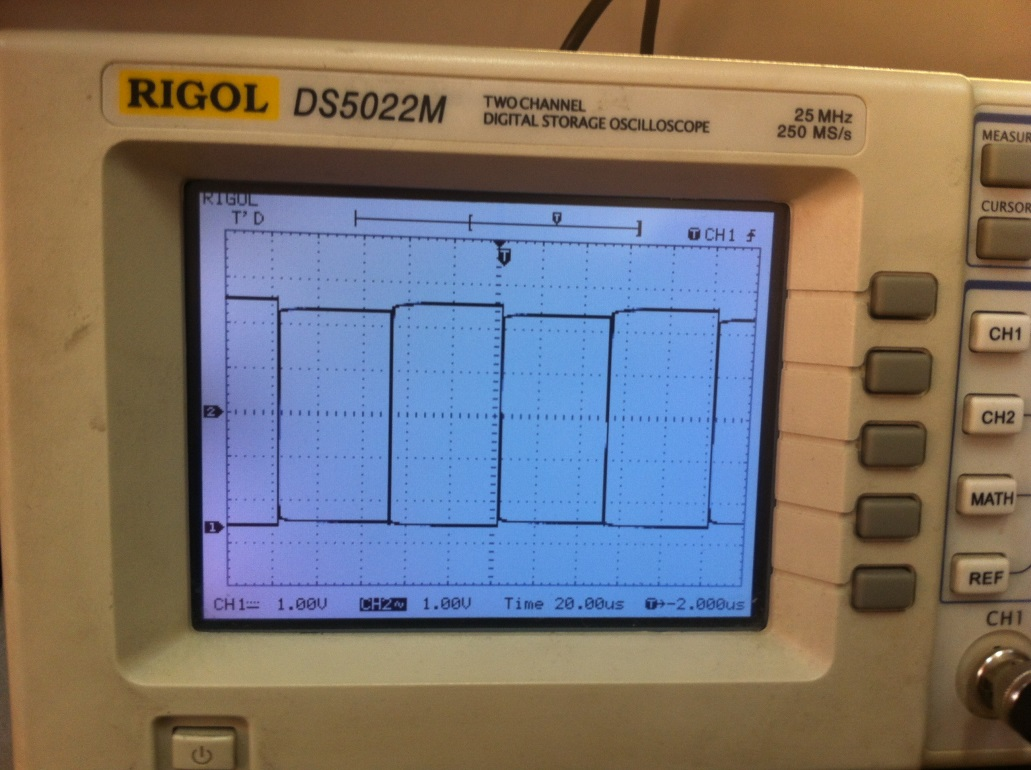 RIGOL DS5022M TWO CHANNEL
DIGITAL STORAGE OSCILLOSCOPE
25 MHz
250 MS/s
RIGOL
T'D
T CH1
T
T
2
1
CH1 1.00V CH2 1.00V Time 20.00us T→-2.000us
MEASUR
CURSOR
CH1
CH2
MATH
REF
CH1